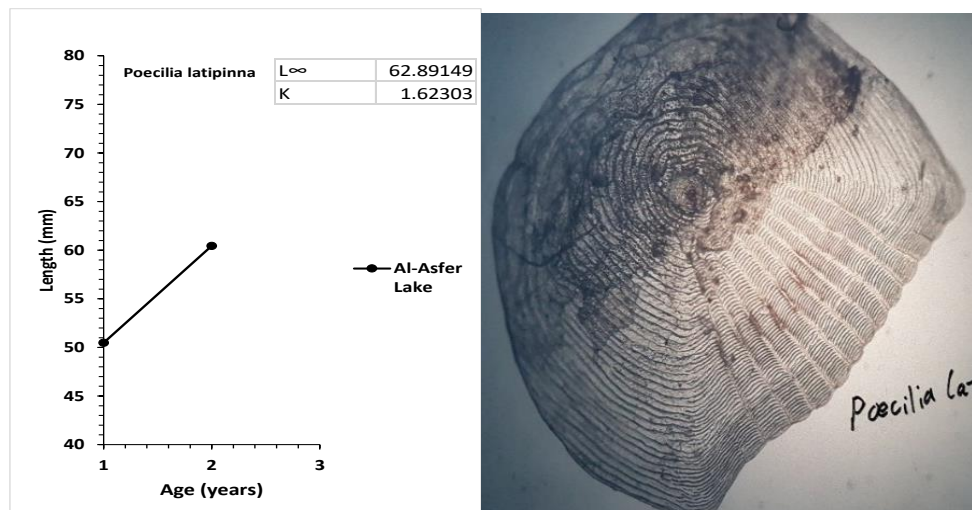 Poecilia latipinna
L∞ 62.89149
K 1.62303
80
75
70
65
60
55
50
45
40
Length (mm)
1 2 3
Age (years)
Al-Asfer
Lake
Poecilia lat